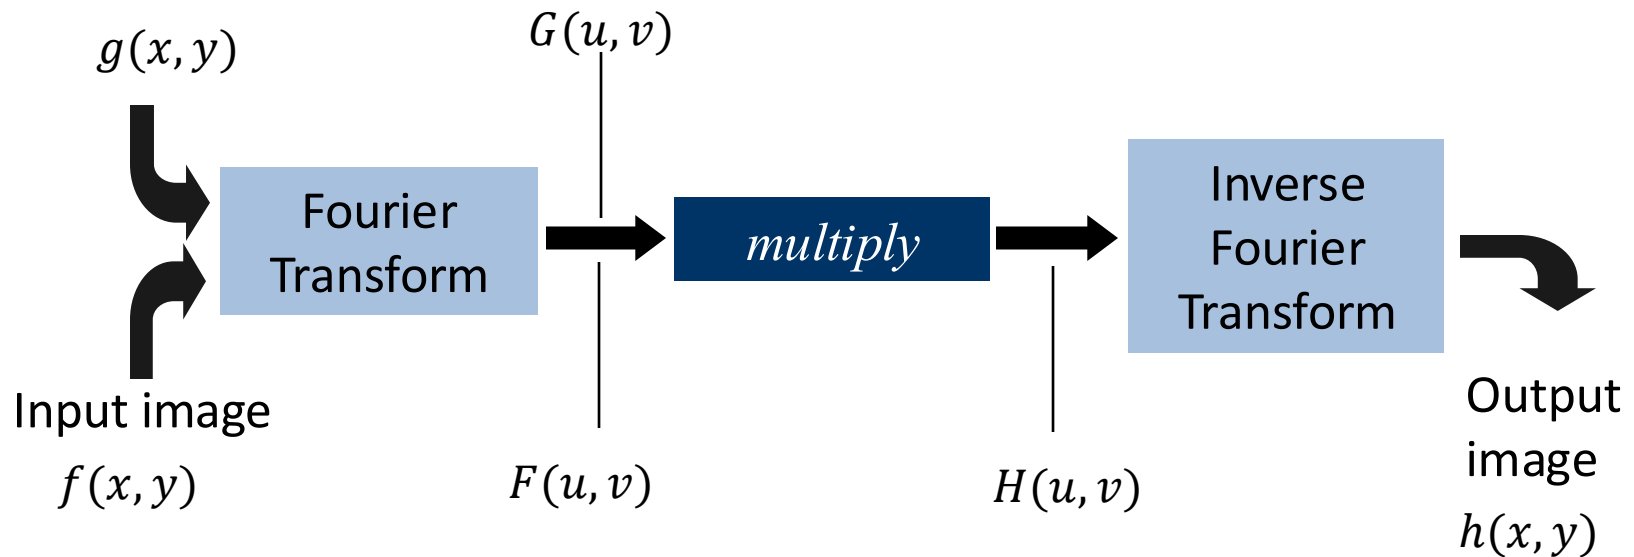 g(x, y)
G(u, v)
Fourier
Transform
multiply
Inverse
Fourier
Transform
Input image
f(x, y)
F(u, v)
H(u, v)
Output
image
h(x, y)